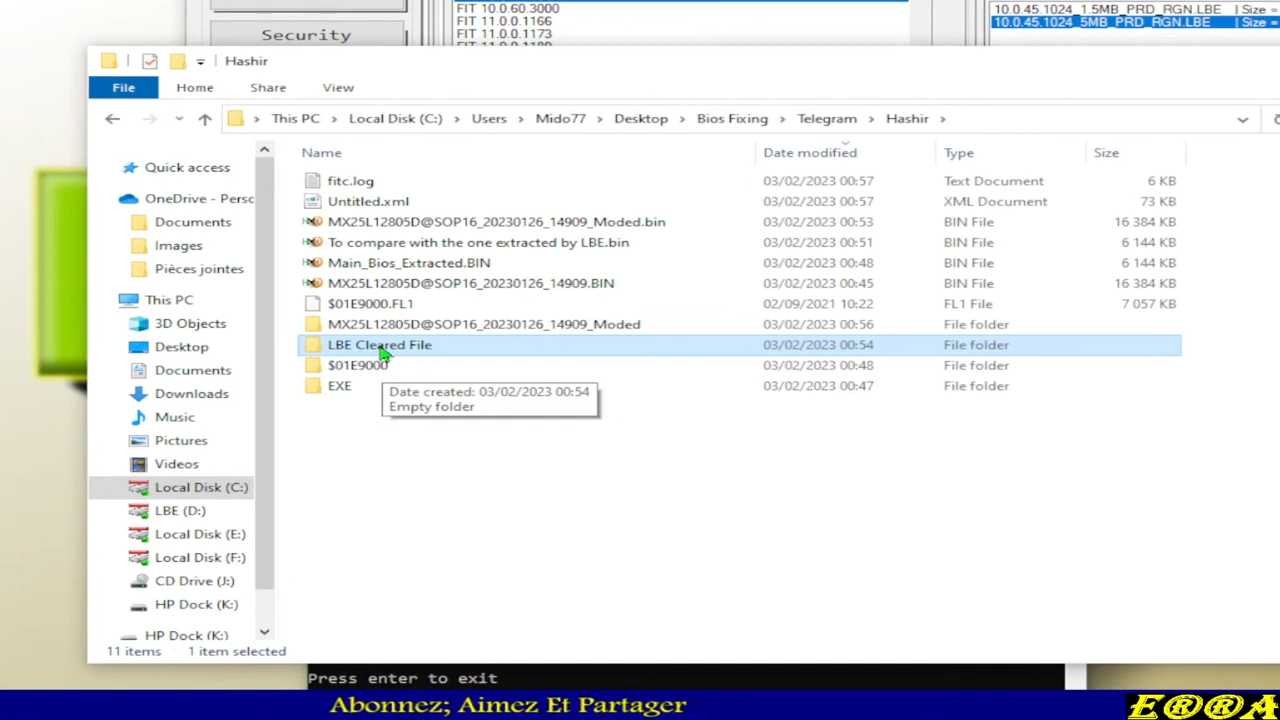 FIT 10.0.60.3000
FIT 11.0.0.1166
FIT 11.0.0.1173
Security
10.0.45.1024_1.5MB_PRD_RGN.LBE | Size =
10.0.45.1024_5MB_PRD_RGN.LBE | Size =
Hashir
File Home Share View
This PC > Local Disk (C:) > Users > Mido77 > Desktop > Bios Fixing > Telegram > Hashir >
Name Date modified Type Size
fitc.log 03/02/2023 00:57 Text Document 6 KB
Untitled.xml 03/02/2023 00:57 XML Document 73 KB
MX25L12805D@SOP16_20230126_14909_Moded.bin 03/02/2023 00:53 BIN File 16 384 KB
To compare with the one extracted by LBE.bin 03/02/2023 00:51 BIN File 6 144 KB
Main_Bios_Extracted.BIN 03/02/2023 00:48 BIN File 6 144 KB
MX25L12805D@SOP16_20230126_14909.BIN 03/02/2023 00:45 BIN File 16 384 KB
$01E9000.FL1 02/09/2021 10:22 FL1 File 7 057 KB
MX25L12805D@SOP16_20230126_14909_Moded 03/02/2023 00:56 File folder
LBE Cleared File 03/02/2023 00:54 File folder
$01E9000 03/02/2023 00:48 File folder
EXE 03/02/2023 00:47 File folder
Date created: 03/02/2023 00:54
Empty folder
Quick access
OneDrive - Persc
Documents
Images
Pièces jointes
This PC
3D Objects
Desktop
Documents
Downloads
Music
Pictures
Videos
Local Disk (C:)
LBE (D:)
Local Disk (E:)
Local Disk (F:)
CD Drive (J:)
HP Dock (K:)
HP Dock (K:)
11 items 1 item selected
Press enter to exit
Abonnez; Aimez Et Partager
E®®A